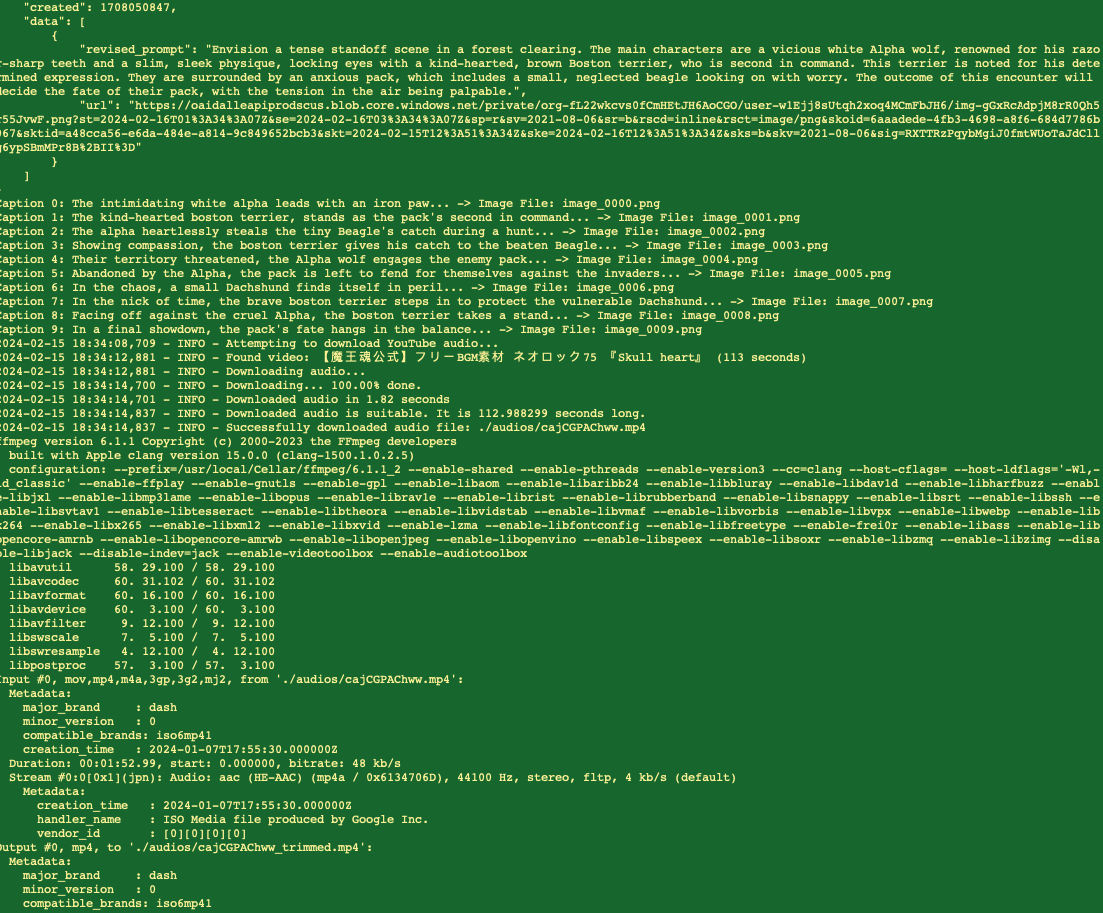 "created": 1708050847,
"data": [
{
"revised_prompt": "Envision a tense standoff scene in a forest clearing. The main characters are a vicious white Alpha wolf, renowned for his razo
r-sharp teeth and a slim, sleek physique, locking eyes with a kind-hearted, brown Boston terrier, who is second in command. This terrier is noted for his dete
rmined expression. They are surrounded by an anxious pack, which includes a small, neglected beagle looking on with worry. The outcome of this encounter will
decide the fate of their pack, with the tension in the air being palpable.",
"url": "https://oaidalleapiprodscus.blob.core.windows.net/private/org-fL22wkcvs0fCmHEtJH6AoCGO/user-w1Ejj8sUtqh2xoq4MCmFbJH6/img-gGxRcAdpjM8rR0Qh5
r55JvwF.png?st=2024-02-16T01%3A34%3A07Z&se=2024-02-16T03%3A34%3A07Z&sp=r&sv=2021-08-06&sr=b&rscd=inline&rsct=image/png&skoid=6aaadede-4fb3-4698-a8f6-684d7786b
067&sktid=a48cca56-e6da-484e-a814-9c849652bcb3&skt=2024-02-15T12%3A51%3A34Z&ske=2024-02-16T12%3A51%3A34Z&sks=b&skv=2021-08-06&sig=RXTTRzPqybMgiJ0fmtWUoTaJdCll
g6ypSBmMPr8B%2BII%3D"
}
]
Caption 0: The intimidating white alpha leads with an iron paw... -> Image File: image_0000.png
Caption 1: The kind-hearted boston terrier, stands as the pack's second in command... -> Image File: image_0001.png
Caption 2: The alpha heartlessly steals the tiny Beagle's catch during a hunt... -> Image File: image_0002.png
Caption 3: Showing compassion, the boston terrier gives his catch to the beaten Beagle... -> Image File: image_0003.png
Caption 4: Their territory threatened, the Alpha wolf engages the enemy pack... -> Image File: image_0004.png
Caption 5: Abandoned by the Alpha, the pack is left to fend for themselves against the invaders... -> Image File: image_0005.png
Caption 6: In the chaos, a small Dachshund finds itself in peril... -> Image File: image_0006.png
Caption 7: In the nick of time, the brave boston terrier steps in to protect the vulnerable Dachshund... -> Image File: image_0007.png
Caption 8: Facing off against the cruel Alpha, the boston terrier takes a stand... -> Image File: image_0008.png
Caption 9: In a final showdown, the pack's fate hangs in the balance... -> Image File: image_0009.png
2024-02-15 18:34:08,709 - INFO - Attempting to download YouTube audio...
2024-02-15 18:34:12,881 - INFO - Found video: 【魔王魂公式】フリーBGM素材 ネオロック75 『Skull heart』 (113 seconds)
2024-02-15 18:34:12,881 - INFO - Downloading audio...
2024-02-15 18:34:14,700 - INFO - Downloading... 100.00% done.
2024-02-15 18:34:14,701 - INFO - Downloaded audio in 1.82 seconds
2024-02-15 18:34:14,837 - INFO - Downloaded audio is suitable. It is 112.988299 seconds long.
2024-02-15 18:34:14,837 - INFO - Successfully downloaded audio file: ./audios/cajCGPAChww.mp4
ffmpeg version 6.1.1 Copyright (c) 2000-2023 the FFmpeg developers
built with Apple clang version 15.0.0 (clang-1500.1.0.2.5)
configuration: --prefix=/usr/local/Cellar/ffmpeg/6.1.1_2 --enable-shared --enable-pthreads --enable-version3 --cc=clang --host-cflags= --host-ldflags='-Wl,-
ld_classic' --enable-ffplay --enable-gnutls --enable-gpl --enable-libaom --enable-libaribb24 --enable-libbluray --enable-libdav1d --enable-libharfbuzz --enabl
e-libjxl --enable-libmp3lame --enable-libopus --enable-librav1e --enable-librist --enable-librubberband --enable-libsnappy --enable-libsrt --enable-libssh --e
nable-libsvtav1 --enable-libtesseract --enable-libtheora --enable-libvidstab --enable-libvmaf --enable-libvorbis --enable-libvpx --enable-libwebp --enable-lib
x264 --enable-libx265 --enable-libxml2 --enable-libxvid --enable-lzma --enable-libfontconfig --enable-libfreetype --enable-frei0r --enable-libass --enable-lib
opencore-amrnb --enable-libopencore-amrwb --enable-libopenjpeg --enable-libopenvino --enable-libspeex --enable-libsoxr --enable-libzmq --enable-libzimg --disa
ble-libjack --disable-indev=jack --enable-videotoolbox --enable-audiotoolbox
libavutil 58. 29.100 / 58. 29.100
libavcodec 60. 31.102 / 60. 31.102
libavformat 60. 16.100 / 60. 16.100
libavdevice 60. 3.100 / 60. 3.100
libavfilter 9. 12.100 / 9. 12.100
libswscale 7. 5.100 / 7. 5.100
libswresample 4. 12.100 / 4. 12.100
libpostproc 57. 3.100 / 57. 3.100
Input #0, mov,mp4,m4a,3gp,3g2,mj2, from './audios/cajCGPAChww.mp4':
Metadata:
major_brand : dash
minor_version : 0
compatible_brands: iso6mp41
creation_time : 2024-01-07T17:55:30.000000Z
Duration: 00:01:52.99, start: 0.000000, bitrate: 48 kb/s
Stream #0:0[0x1](jpn): Audio: aac (HE-AAC) (mp4a / 0x6134706D), 44100 Hz, stereo, fltp, 4 kb/s (default)
Metadata:
creation_time : 2024-01-07T17:55:30.000000Z
handler_name : ISO Media file produced by Google Inc.
vendor_id : [0][0][0][0]
Output #0, mp4, to './audios/cajCGPAChww_trimmed.mp4':
Metadata:
major_brand : dash
minor_version : 0
compatible_brands: iso6mp41